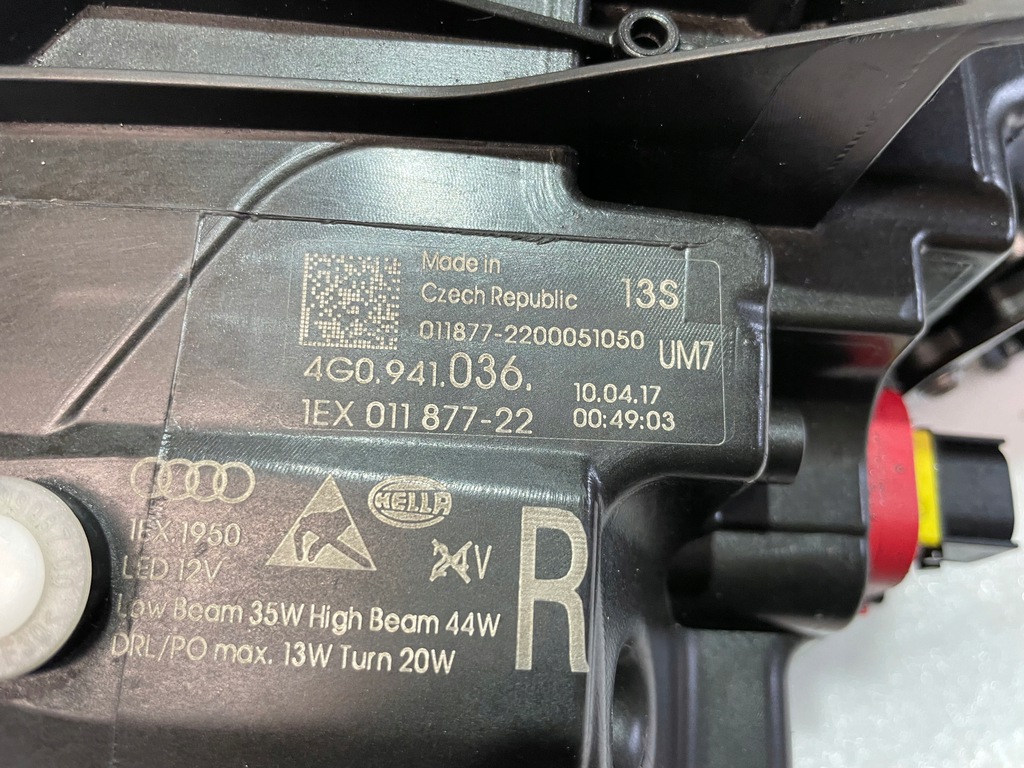 Made in
Czech Republic 13S
011877-2200051050
UM7
4G0.941.036.
10.04.17
1EX 011 877-22
00:49:03
HELLA
1EX 1950
LED 12V
24V
R
Low Beam 35W High Beam 44W
DRL/PO max. 13W Turn 20W